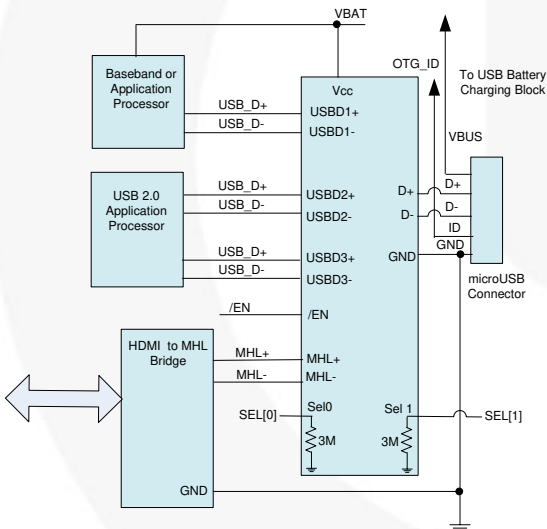 VBAT
OTG_ID
To USB Battery
Charging Block
Baseband or
Application
Processor
Vcc
USB_D+
USBD1+
USB_D-
USBD1-
VBUS
USB 2.0
Application
Processor
USB_D+
USBD2+
USB_D-
USBD2-
D+
D+
D-
D-
ID
GND
GND
USB_D+
USBD3+
USB_D-
USBD3-
microUSB
Connector
/EN
/EN
HDMI to MHL
Bridge
MHL+
MHL+
MHL-
MHL-
SEL[0]
Sel0
Sel 1
SEL[1]
3M
3M
GND